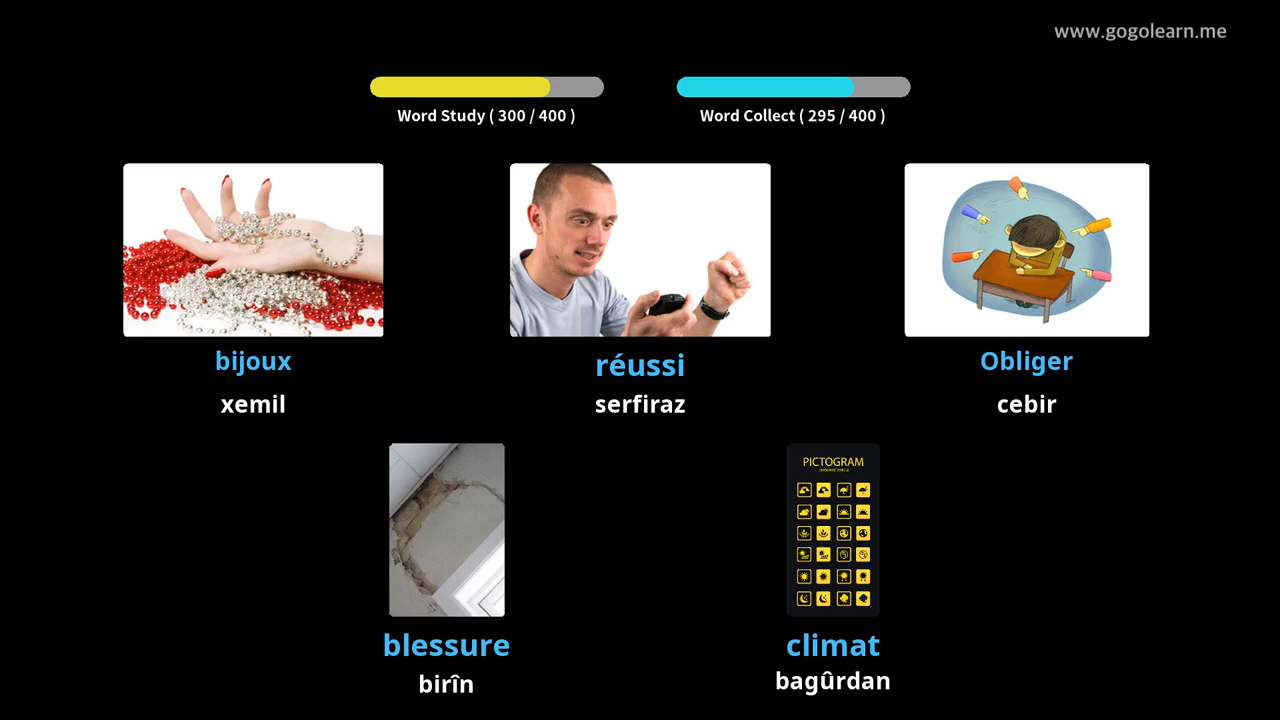 www.gogolearn.me
Word Study ( 300 / 400 )
Word Collect ( 295 / 400 )
bijoux
réussi
Obliger
xemil
serfiraz
cebir
PICTOGRAM
blessure
climat
birîn
bagûrdan